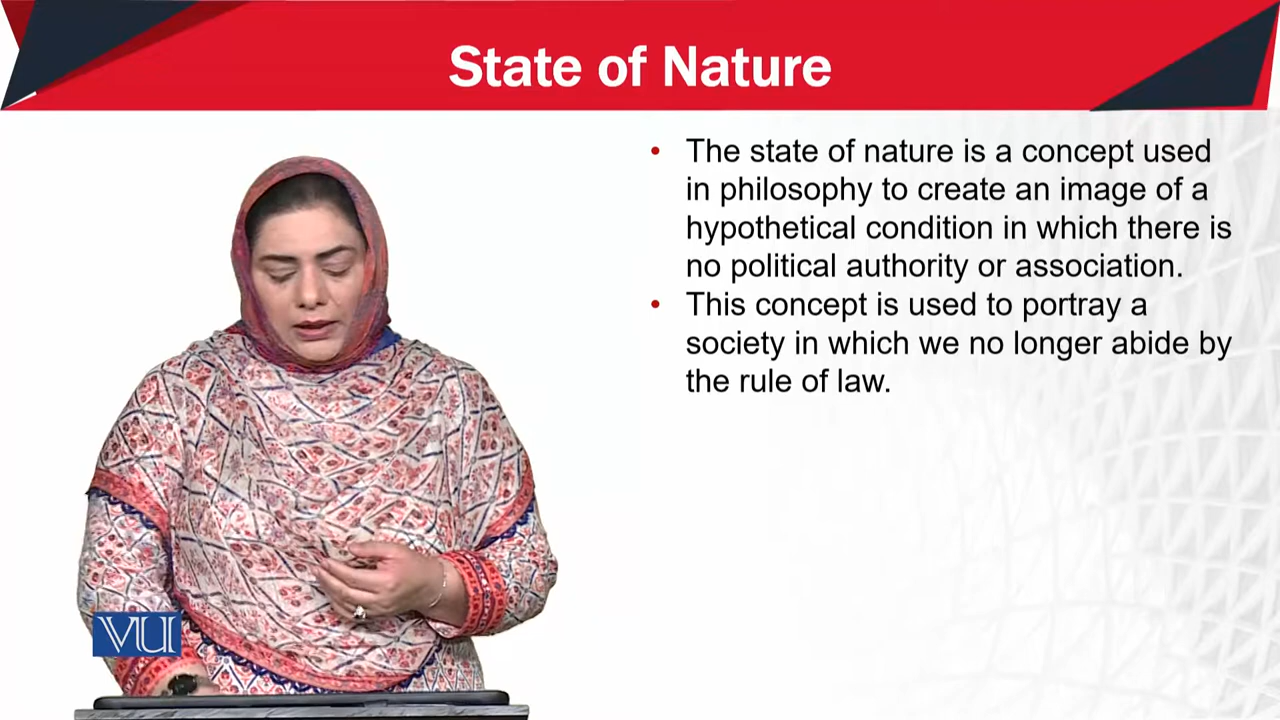 State of Nature
• The state of nature is a concept used
in philosophy to create an image of a
hypothetical condition in which there is
no political authority or association.
• This concept is used to portray a
society in which we no longer abide by
the rule of law.
VU